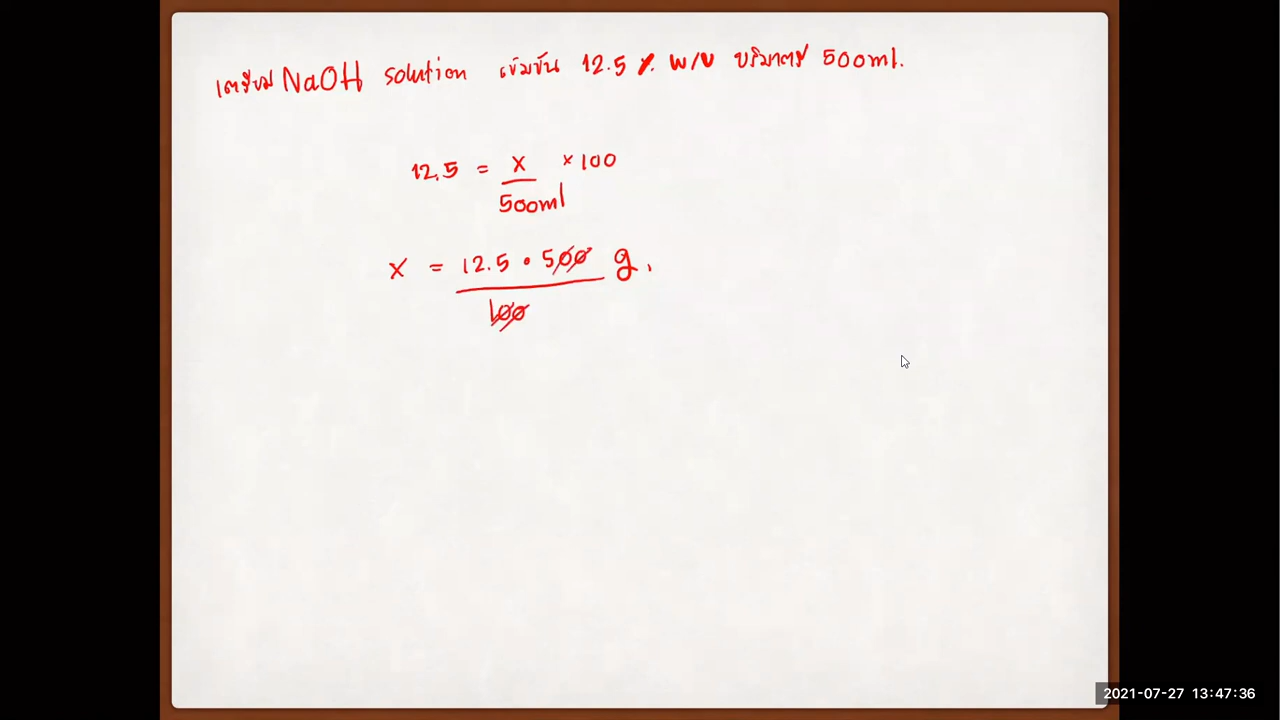 เตรียม NaOH solution เข้มข้น 12.5 % w/v ปริมาตร 500ml.
12.5 = x/500ml × 100
x = 12.5 • 500/100 g.
2021-07-27 13:47:36